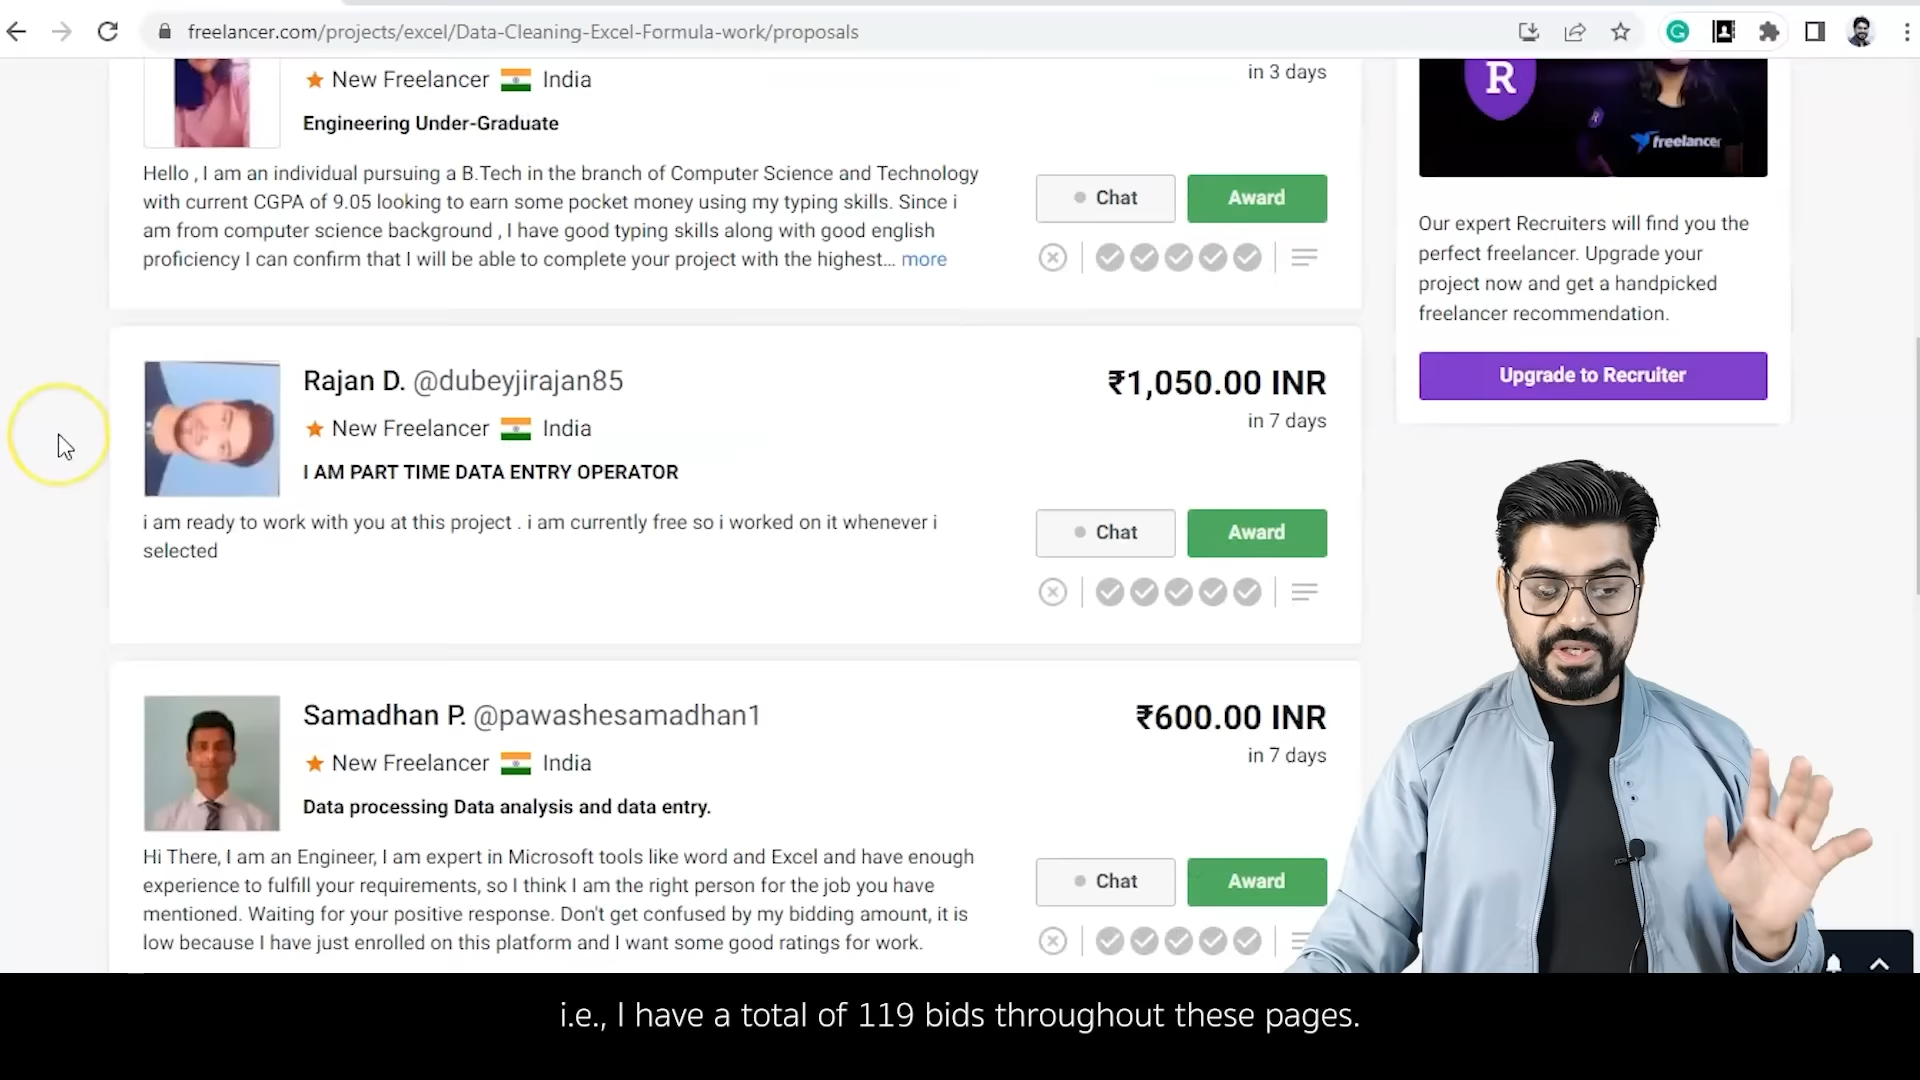 freelancer.com/projects/excel/Data-Cleaning-Excel-Formula-work/proposals
New Freelancer India
in 3 days
Engineering Under-Graduate
Hello , I am an individual pursuing a B.Tech in the branch of Computer Science and Technology
with current CGPA of 9.05 looking to earn some pocket money using my typing skills. Since i
am from computer science background , I have good typing skills along with good english
proficiency I can confirm that I will be able to complete your project with the highest... more
Chat
Award
R
R
freelancer
Our expert Recruiters will find you the
perfect freelancer. Upgrade your
project now and get a handpicked
freelancer recommendation.
Upgrade to Recruiter
Rajan D. @dubeyjirajan85
₹1,050.00 INR
New Freelancer India
in 7 days
I AM PART TIME DATA ENTRY OPERATOR
i am ready to work with you at this project . i am currently free so i worked on it whenever i
selected
Chat
Award
Samadhan P. @pawashesamadhan1
₹600.00 INR
New Freelancer India
in 7 days
Data processing Data analysis and data entry.
Hi There, I am an Engineer, I am expert in Microsoft tools like word and Excel and have enough
experience to fulfill your requirements, so I think I am the right person for the job you have
mentioned. Waiting for your positive response. Don't get confused by my bidding amount, it is
low because I have just enrolled on this platform and I want some good ratings for work.
Chat
Award
i.e., I have a total of 119 bids throughout these pages.